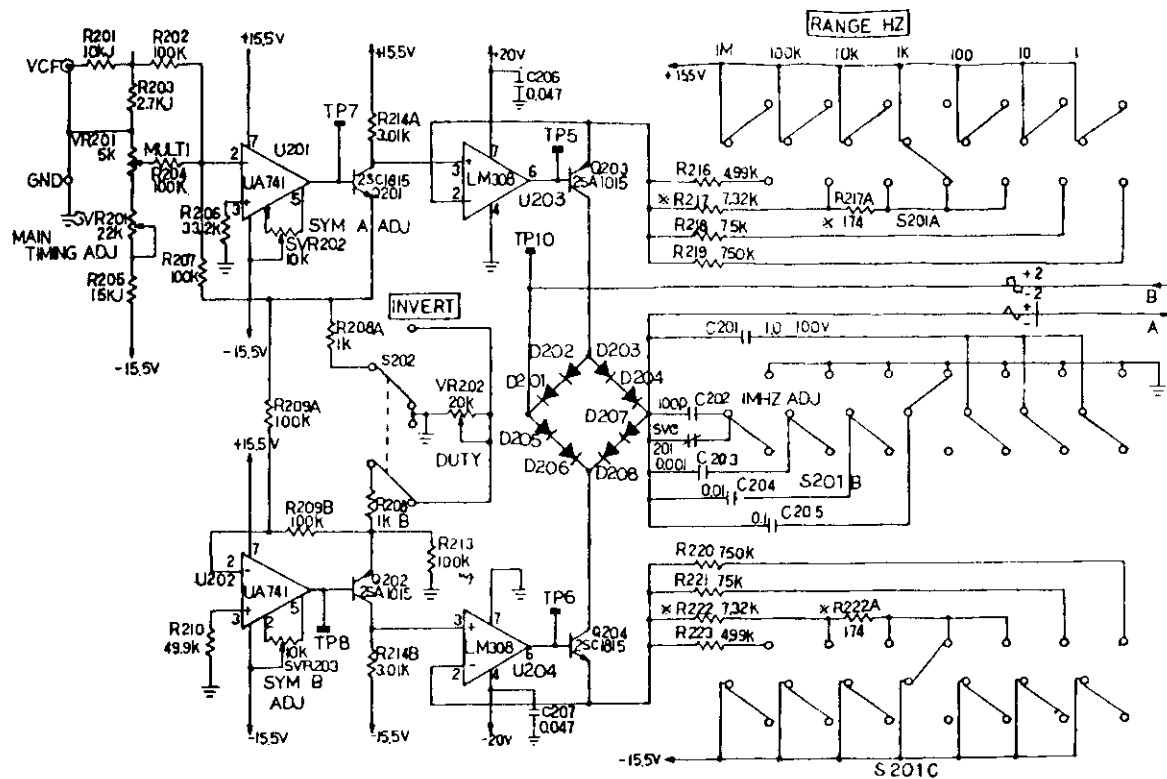 RANGE HZ
1M 100K 10K 1K 100 10 1
+155V
VCF
R201
10KJ
R202
100K
+15.5V
+15.5V
+20V
C206
0.047
R203
2.7KJ
VR201
5K
MULTI
R204
100K
GND
SVR201
22K
MAIN
TIMING ADJ
R205
15KJ
-15.5V
R206
33.2K
R207
100K
2
7
U201
UA741
3
5
SYM A ADJ
SVR202
10K
-15.5V
TP7
R214A
3.01K
2SC1815
Q201
3
7
LM308
6
2
4
U203
TP5
Q203
2SA1015
TP10
R216 4.99K
※ R217 7.32K
R217A
※ 174
S201A
R218 75K
R219 750K
+2
-2
B
+
-
A
INVERT
R208A
1K
S202
VR202
20K
DUTY
R209A
100K
D201
D202
D203
D204
D205
D206
D207
D208
C201 1.0 100V
100P C202
1MHZ ADJ
SVC
201
0.001
C203
0.01 C204
0.1 C205
S201B
+15.5V
R209B
100K
R208
1K B
R213
100K
U202
2
7
UA741
3
2
5
R210
49.9K
10K
SVR203
SYM B
ADJ
-15.5V
TP8
Q202
2SA1015
R214B
3.01K
-15.5V
3
7
LM308
6
2
4
U204
TP6
Q204
2SC1815
C207
0.047
-20V
R220 750K
R221 75K
※ R222 7.32K
※ R222A
174
R223 499K
-15.5V
S201C